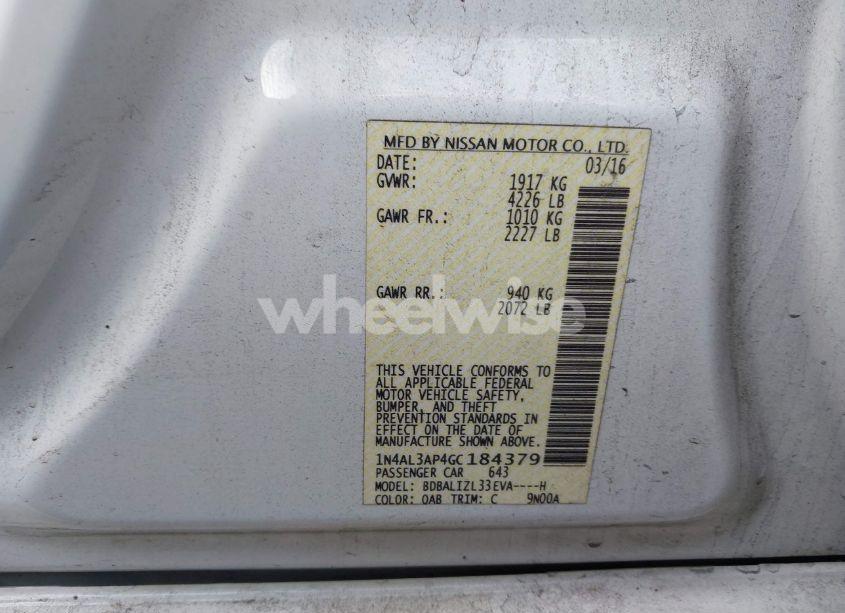 MFD BY NISSAN MOTOR CO., LTD.
DATE: 03/16
GVWR: 1917 KG
4226 LB
GAWR FR.: 1010 KG
2227 LB
GAWR RR.: 940 KG
2072 LB
wheelwise
THIS VEHICLE CONFORMS TO
ALL APPLICABLE FEDERAL
MOTOR VEHICLE SAFETY,
BUMPER, AND THEFT
PREVENTION STANDARDS IN
EFFECT ON THE DATE OF
MANUFACTURE SHOWN ABOVE.
1N4AL3AP4GC184379
PASSENGER CAR 643
MODEL: BDBALIZL33EVA----H
COLOR: QAB TRIM: C 9N00A